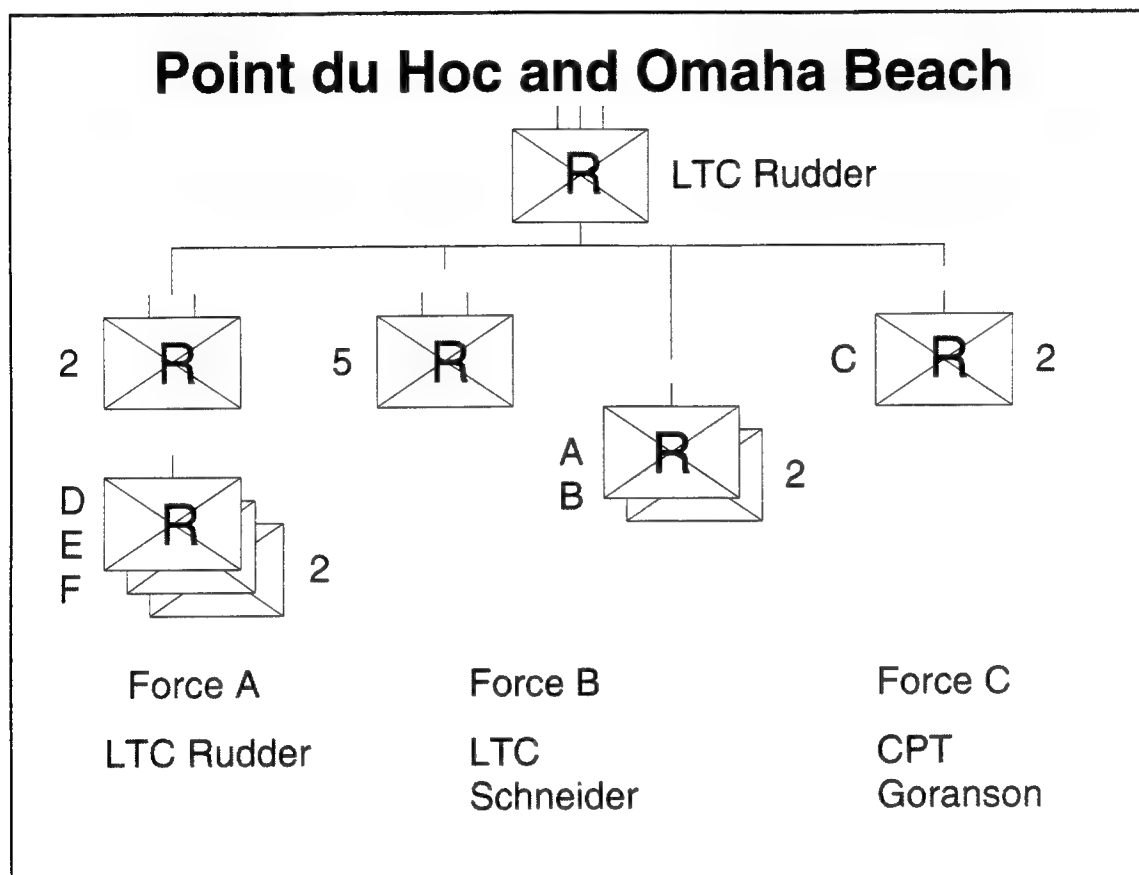 Point du Hoc and Omaha Beach
R LTC Rudder
2 R
5 R
C R 2
A
B
R 2
D
E
F
R 2
Force A
LTC Rudder
Force B
LTC
Schneider
Force C
CPT
Goranson